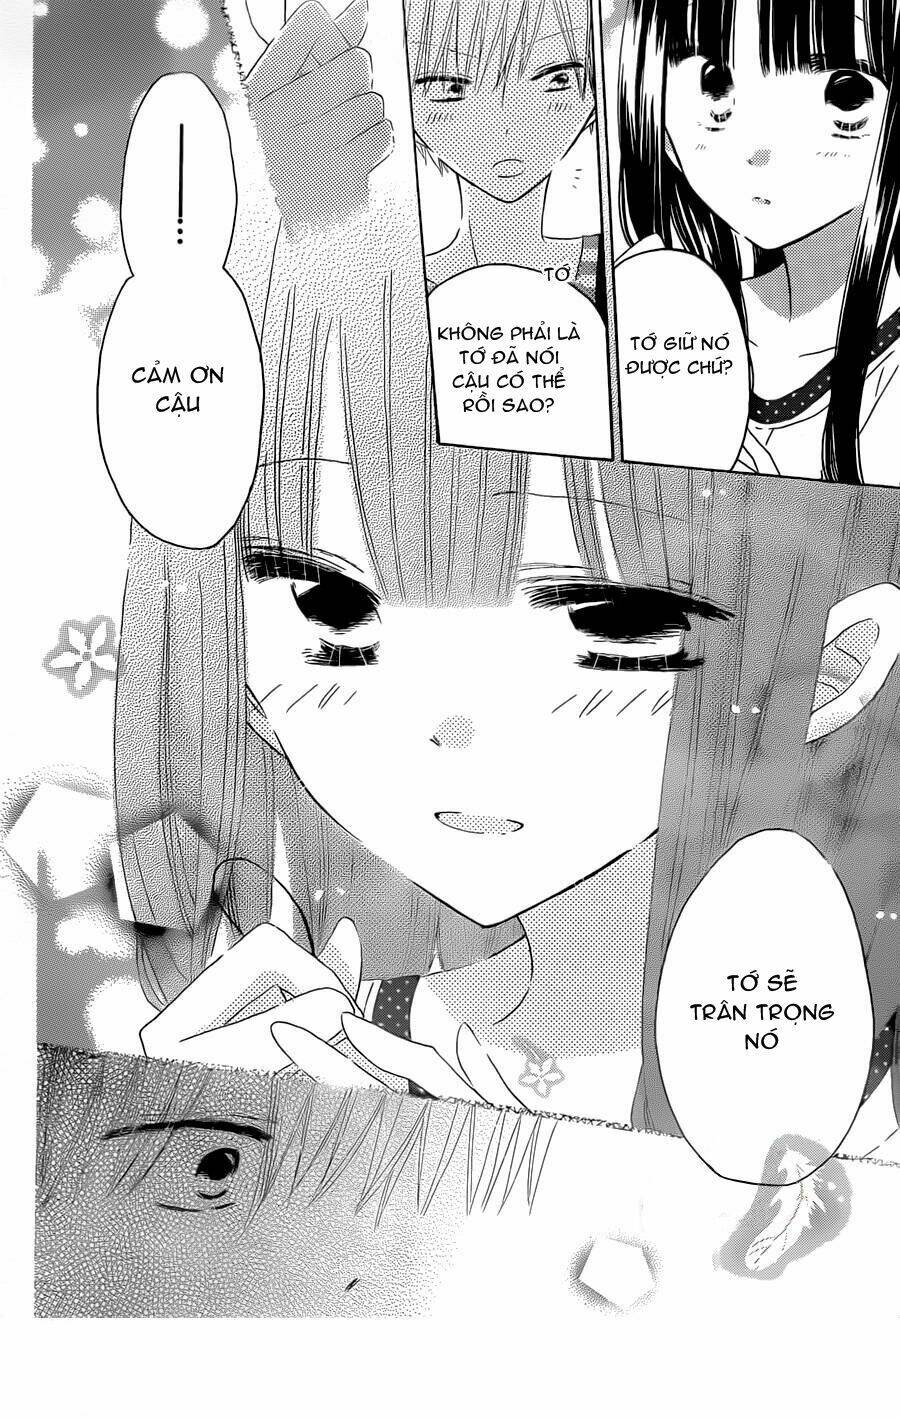 TỚ GIỮ NÓ
ĐƯỢC CHỨ?
TỚ
KHÔNG PHẢI LÀ
TỚ ĐÃ NÓI
CẬU CÓ THỂ
RỒI SAO?
CẢM ƠN
CẬU
TỚ SẼ
TRÂN TRỌNG
NÓ